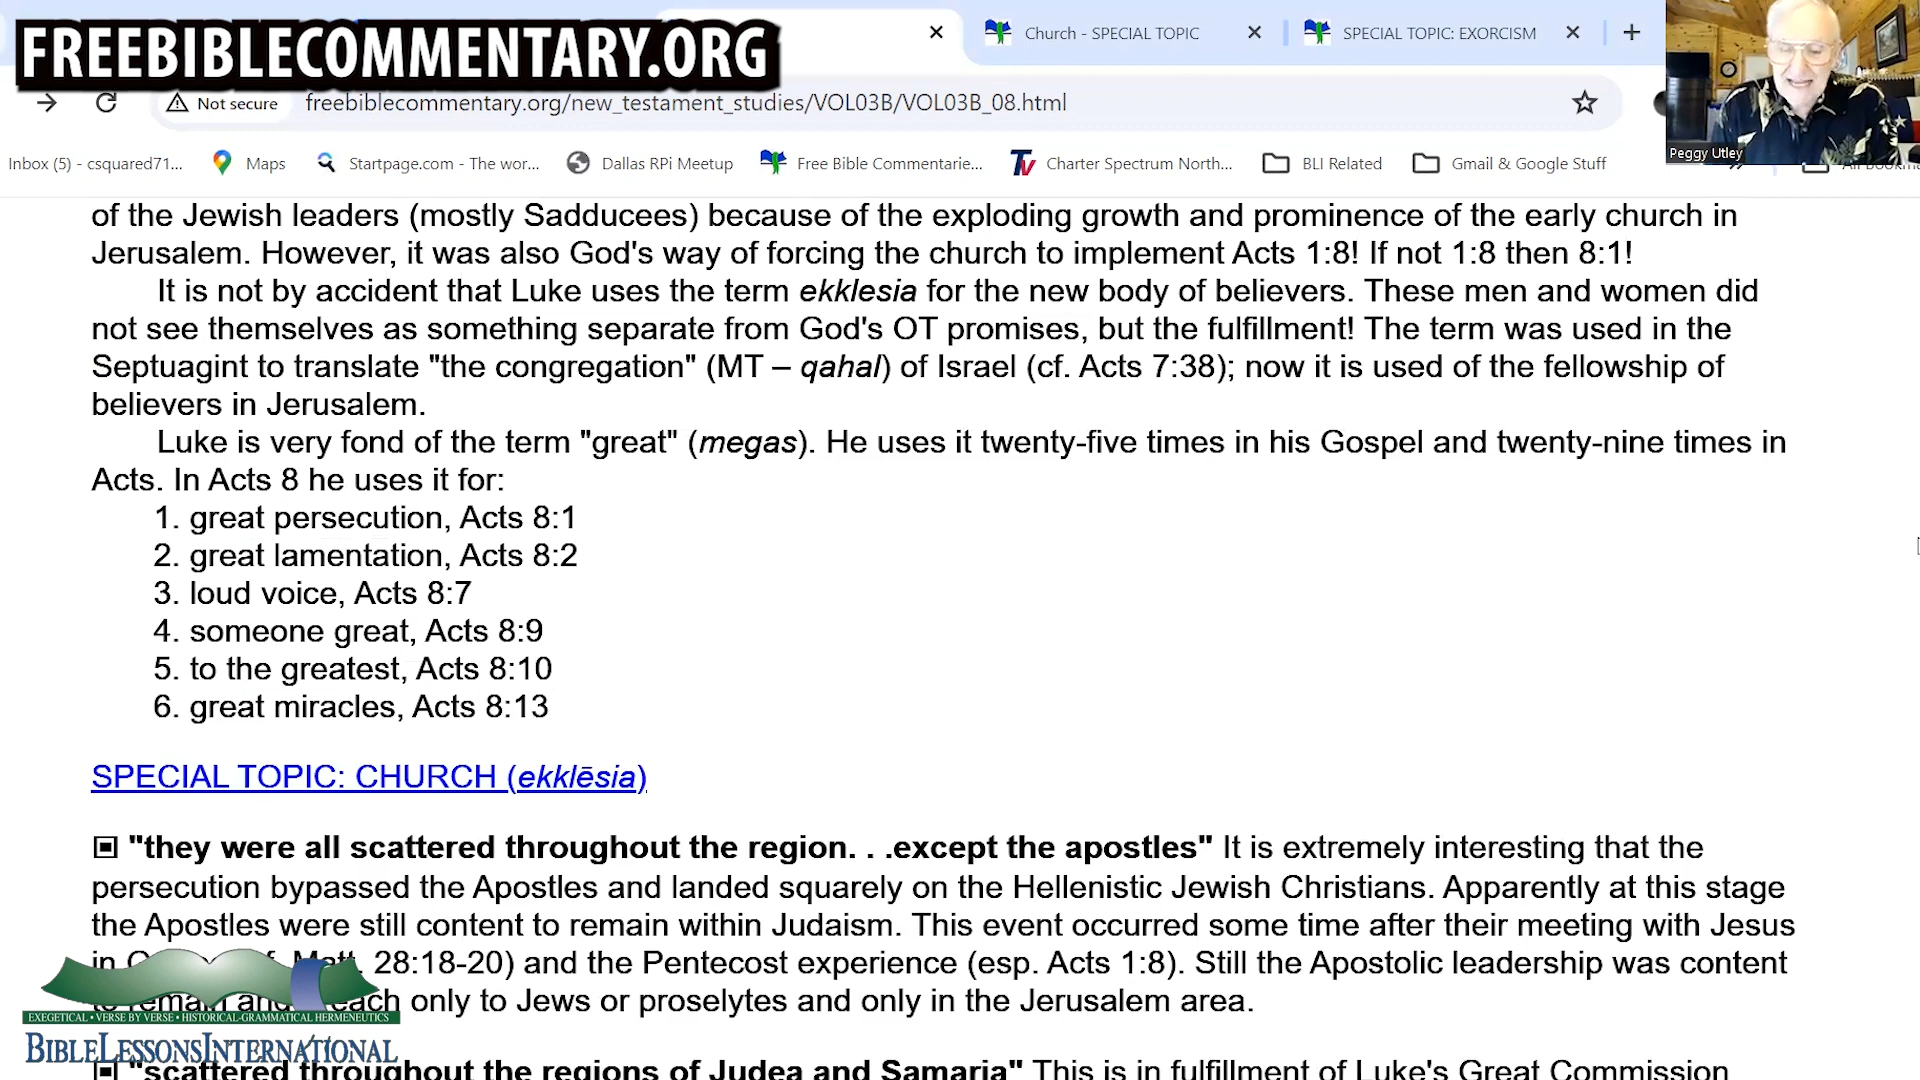 FREEBIBLECOMMENTARY.ORG
Church - SPECIAL TOPIC
SPECIAL TOPIC: EXORCISM
Not secure
freebiblecommentary.org/new_testament_studies/VOL03B/VOL03B_08.html
Peggy Utley
Inbox (5) - csquared71...
Maps
Startpage.com - The wor...
Dallas RPi Meetup
Free Bible Commentarie...
Charter Spectrum North...
BLI Related
Gmail & Google Stuff
of the Jewish leaders (mostly Sadducees) because of the exploding growth and prominence of the early church in
Jerusalem. However, it was also God's way of forcing the church to implement Acts 1:8! If not 1:8 then 8:1!
It is not by accident that Luke uses the term ekklesia for the new body of believers. These men and women did
not see themselves as something separate from God's OT promises, but the fulfillment! The term was used in the
Septuagint to translate "the congregation" (MT – qahal) of Israel (cf. Acts 7:38); now it is used of the fellowship of
believers in Jerusalem.
Luke is very fond of the term "great" (megas). He uses it twenty-five times in his Gospel and twenty-nine times in
Acts. In Acts 8 he uses it for:
1. great persecution, Acts 8:1
2. great lamentation, Acts 8:2
3. loud voice, Acts 8:7
4. someone great, Acts 8:9
5. to the greatest, Acts 8:10
6. great miracles, Acts 8:13
SPECIAL TOPIC: CHURCH (ekklēsia)
"they were all scattered throughout the region. . .except the apostles" It is extremely interesting that the
persecution bypassed the Apostles and landed squarely on the Hellenistic Jewish Christians. Apparently at this stage
the Apostles were still content to remain within Judaism. This event occurred some time after their meeting with Jesus
in Matt. 28:18-20) and the Pentecost experience (esp. Acts 1:8). Still the Apostolic leadership was content
only to Jews or proselytes and only in the Jerusalem area.
EXEGETICAL • VERSE BY VERSE • HISTORICAL-GRAMMATICAL HERMENEUTICS
BIBLELESSONSINTERNATIONAL
"scattered throughout the regions of Judea and Samaria" This is in fulfillment of Luke's Great Commission